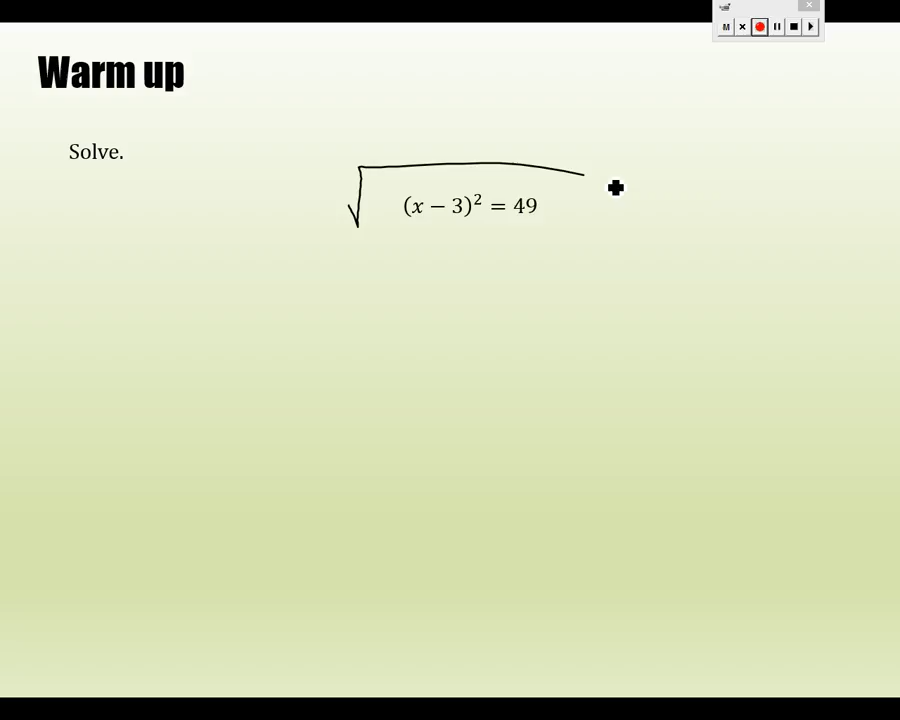 M
Warm up
Solve.
√(x − 3)² = 49